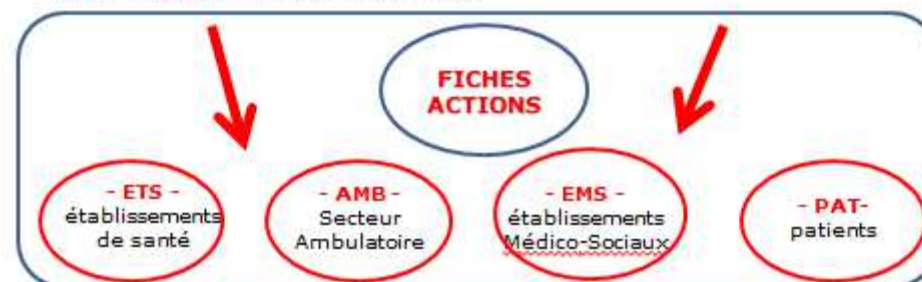 FICHES
ACTIONS
- ETS -
établissements
de santé
- AMB -
Secteur
Ambulatoire
- EMS -
établissements
Médico-Sociaux
- PAT-
patients